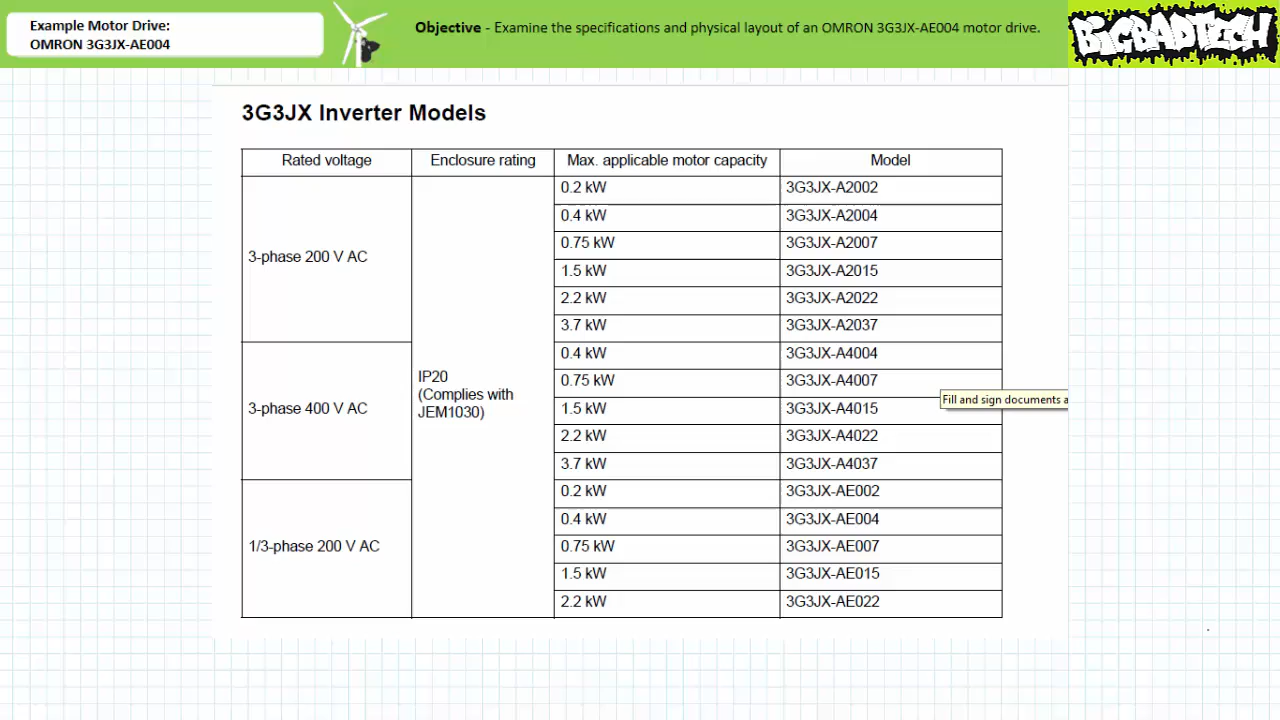 Example Motor Drive:
OMRON 3G3JX-AE004
Objective - Examine the specifications and physical layout of an OMRON 3G3JX-AE004 motor drive.
BIGBADTECH
3G3JX Inverter Models
Rated voltage Enclosure rating Max. applicable motor capacity Model
3-phase 200 V AC
0.2 kW 3G3JX-A2002
0.4 kW 3G3JX-A2004
0.75 kW 3G3JX-A2007
1.5 kW 3G3JX-A2015
2.2 kW 3G3JX-A2022
3.7 kW 3G3JX-A2037
IP20
(Complies with
JEM1030)
3-phase 400 V AC
0.4 kW 3G3JX-A4004
0.75 kW 3G3JX-A4007
1.5 kW 3G3JX-A4015
2.2 kW 3G3JX-A4022
3.7 kW 3G3JX-A4037
Fill and sign documents a
1/3-phase 200 V AC
0.2 kW 3G3JX-AE002
0.4 kW 3G3JX-AE004
0.75 kW 3G3JX-AE007
1.5 kW 3G3JX-AE015
2.2 kW 3G3JX-AE022